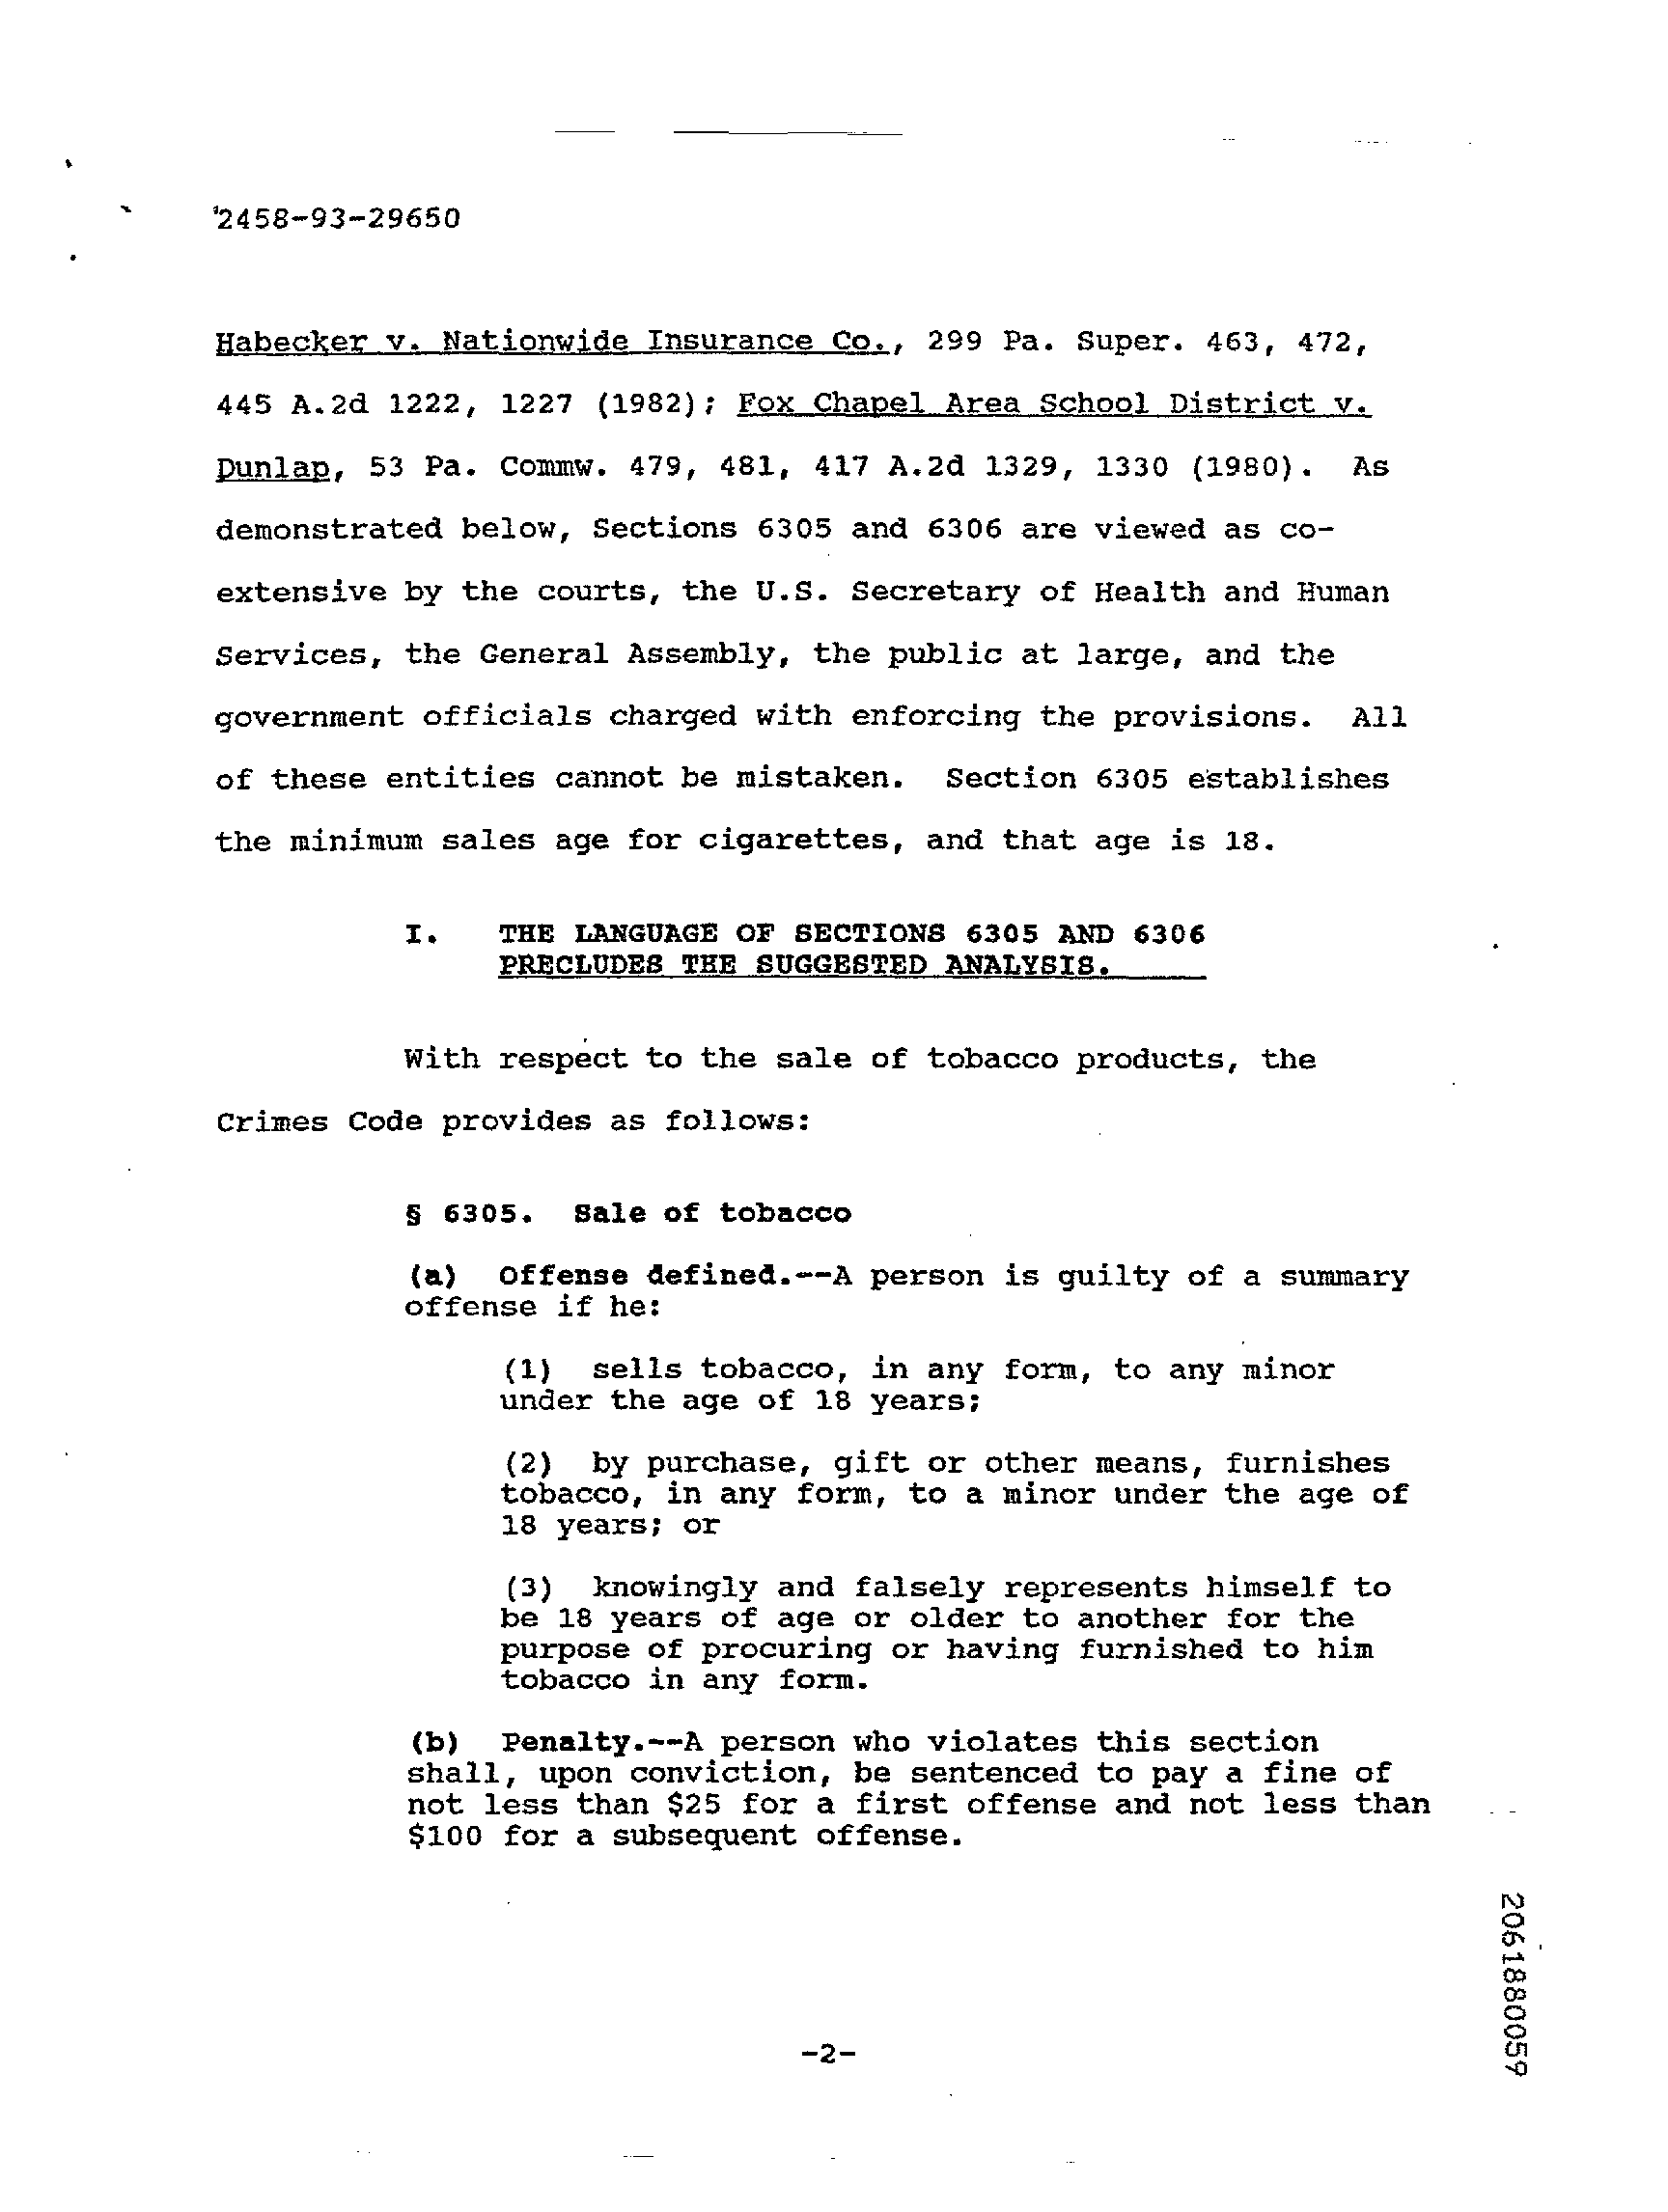 2458-93-29650
Habecker v. Nationwide Insurance Co., 299 Pa. Super. 463, 472,
445 A.2d 1222, 1227 (1982); Fox Chapel Area School District v.
Dunlap, 53 Pa. Commw. 479, 481, 417 A.2d 1329, 1330 (1980). As
demonstrated below, Sections 6305 and 6306 are viewed as co-
extensive by the courts, the U.S. Secretary of Health and Human
Services, the General Assembly, the public at large, and the
government officials charged with enforcing the provisions. All
of these entities cannot be mistaken. Section 6305 establishes
the minimum sales age for cigarettes, and that age is 18.
I. THE LANGUAGE OF SECTIONS 6305 AND 6306
PRECLUDES THE SUGGESTED ANALYSIS.
With respect to the sale of tobacco products, the
Crimes Code provides as follows:
§ 6305. Sale of tobacco
(a) Offense defined.--A person is guilty of a summary
offense if he:
(1) sells tobacco, in any form, to any minor
under the age of 18 years;
(2) by purchase, gift or other means, furnishes
tobacco, in any form, to a minor under the age of
18 years; or
(3) knowingly and falsely represents himself to
be 18 years of age or older to another for the
purpose of procuring or having furnished to him
tobacco in any form.
(b) Penalty.--A person who violates this section
shall, upon conviction, be sentenced to pay a fine of
not less than $25 for a first offense and not less than
$100 for a subsequent offense.
-2-
2061880059